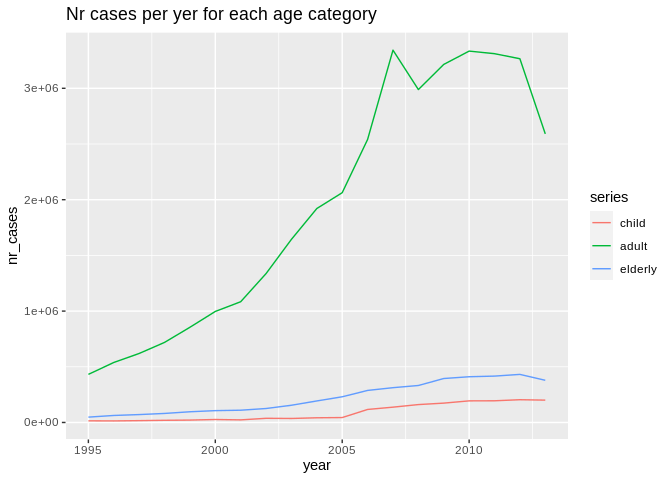 Nr cases per yer for each age category
3e+06
2e+06
1e+06
0e+00
nr_cases
1995 2000 2005 2010
year
series
child
adult
elderly